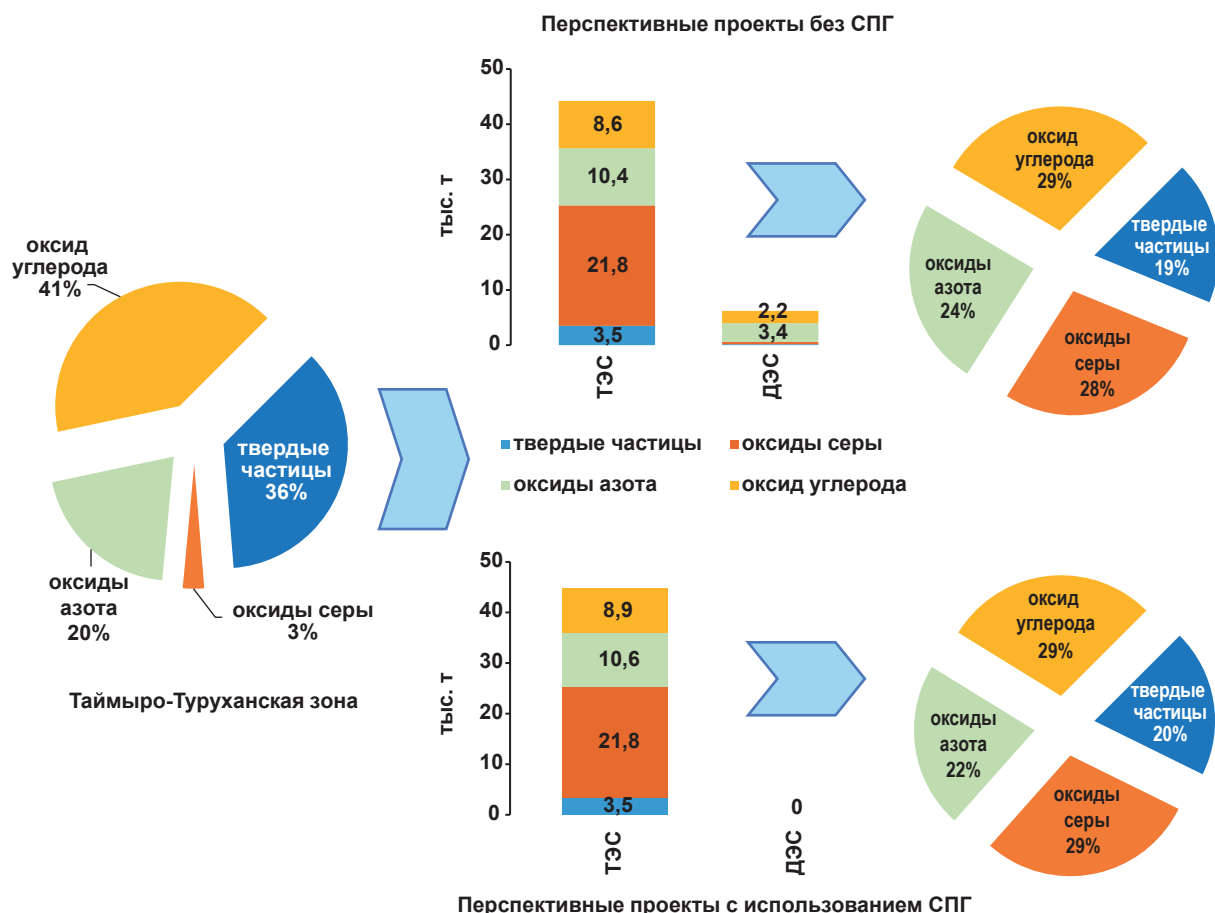 Перспективные проекты без СПГ
оксид
углерода
41%
твердые
частицы
36%
оксиды
азота
20%
оксиды серы
3%
Таймыро-Туруханская зона
тыс. т
50
40
30
20
10
0
8,6
10,4
21,8
3,5
2,2
3,4
ТЭС
ДЭС
оксид
углерода
29%
твердые
частицы
19%
оксиды
азота
24%
оксиды
серы
28%
твердые частицы
оксиды серы
оксиды азота
оксид углерода
тыс. т
50
40
30
20
10
0
8,9
10,6
21,8
3,5
0
ТЭС
ДЭС
оксид
углерода
29%
твердые
частицы
20%
оксиды
азота
22%
оксиды
серы
29%
Перспективные проекты с использованием СПГ